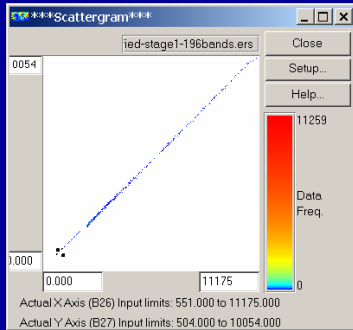 ***Scattergram***
ied-stage1-196bands.ers
Close
0054
Setup...
Help...
11259
Data
Freq.
0
0.000
0.000
11175
Actual X Axis (B26) Input limits: 551.000 to 11175.000
Actual Y Axis (B27) Input limits: 504.000 to 10054.000